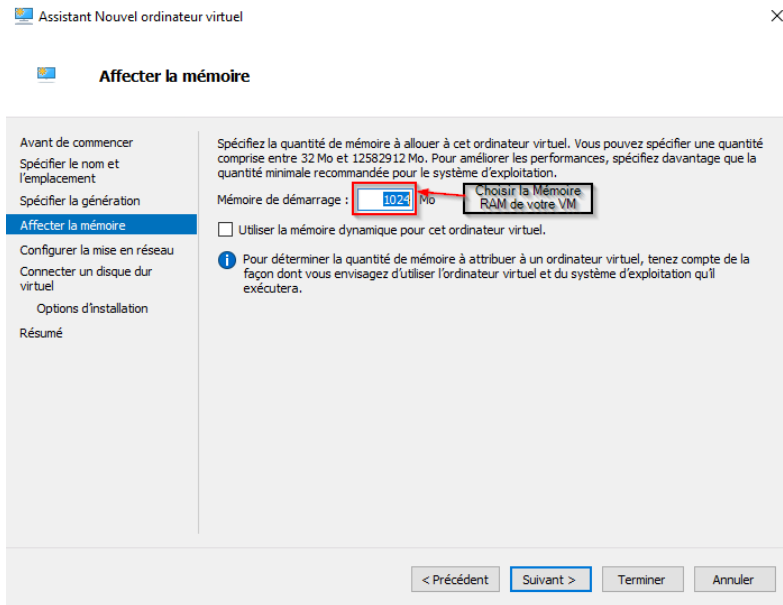 Assistant Nouvel ordinateur virtuel
Affecter la mémoire
Avant de commencer
Spécifier le nom et
l'emplacement
Spécifier la génération
Affecter la mémoire
Configurer la mise en réseau
Connecter un disque dur
virtuel
Options d'installation
Résumé
Spécifiez la quantité de mémoire à allouer à cet ordinateur virtuel. Vous pouvez spécifier une quantité
comprise entre 32 Mo et 12582912 Mo. Pour améliorer les performances, spécifiez davantage que la
quantité minimale recommandée pour le système d'exploitation.
Mémoire de démarrage : 1024 Mo
Choisir la Mémoire
RAM de votre VM
Utiliser la mémoire dynamique pour cet ordinateur virtuel.
Pour déterminer la quantité de mémoire à attribuer à un ordinateur virtuel, tenez compte de la
façon dont vous envisagez d'utiliser l'ordinateur virtuel et du système d'exploitation qu'il
exécutera.
< Précédent Suivant > Terminer Annuler